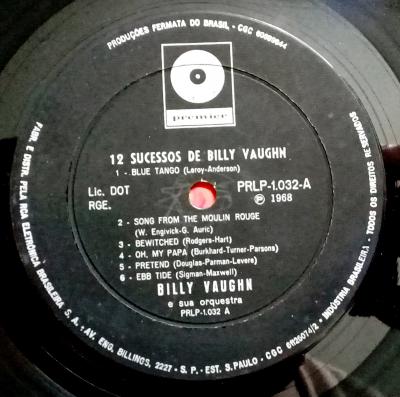 PRODUÇÕES FERMATA DO BRASIL - CGC
premier
12 SUCESSOS DE BILLY VAUGHN
1 - BLUE TANGO (Leroy-Anderson)
Lic. DOT PRLP-1.032-A
RGE. Ⓟ 1968
2 - SONG FROM THE MOULIN ROUGE
(W. Engivick-G. Auric)
3 - BEWITCHED (Rodgers-Hart)
4 - OH, MY PAPA (Burkhard-Turner-Parsons)
5 - PRETEND (Douglas-Parman-Levere)
6 - EBB TIDE (Sigman-Maxwell)
BILLY VAUGHN
e sua orquestra
PRLP-1.032 A
FABR. E DISTR. PELA RCA ELETRÔNICA BRASILEIRA S. A.: AV. ENG. BILLINGS, 2227 - S. P. - EST. S. PAULO - CGC INDÚSTRIA BRASILEIRA - TODOS OS DIREITOS RESERVADOS